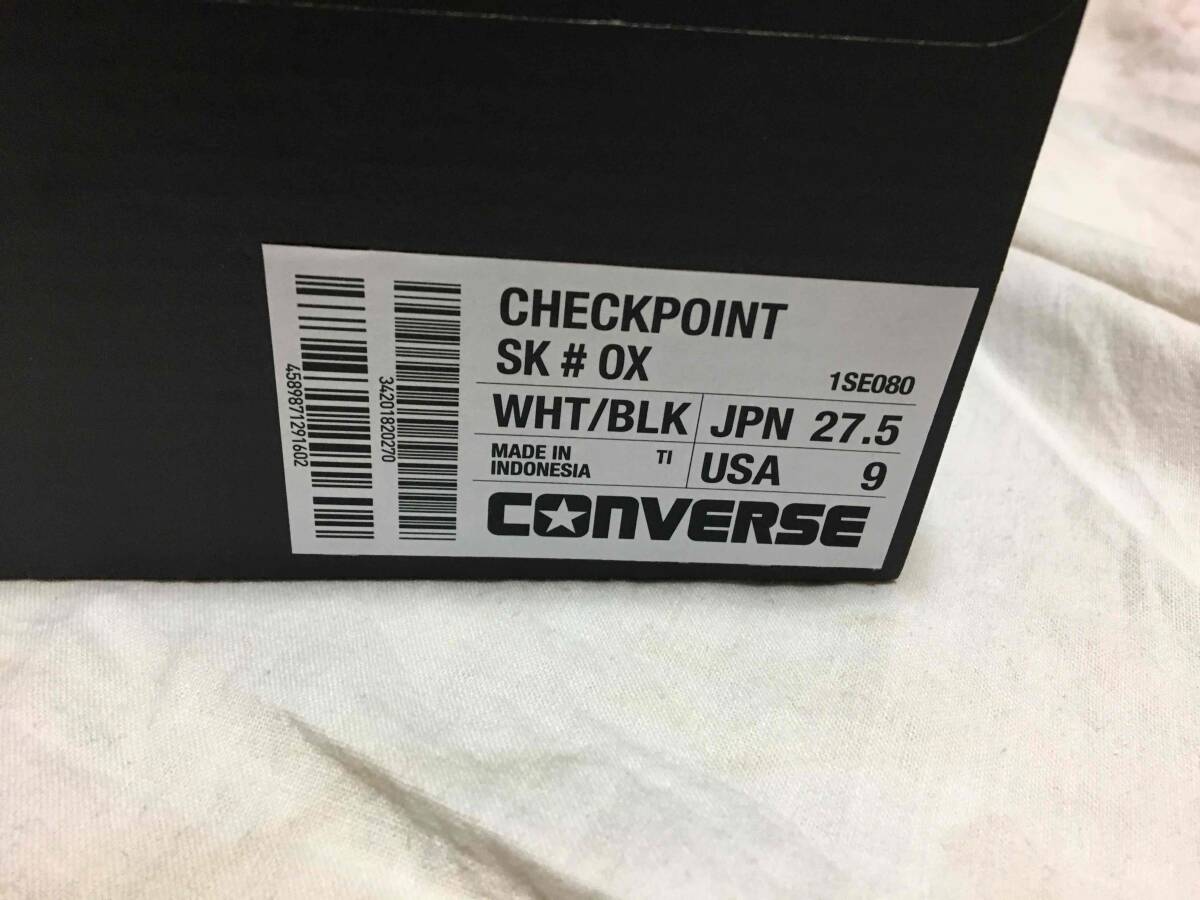 4589871291602
34201820270
CHECKPOINT
SK # OX
1SE080
WHT/BLK
JPN 27.5
MADE IN
INDONESIA
TI
USA 9
CONVERSE